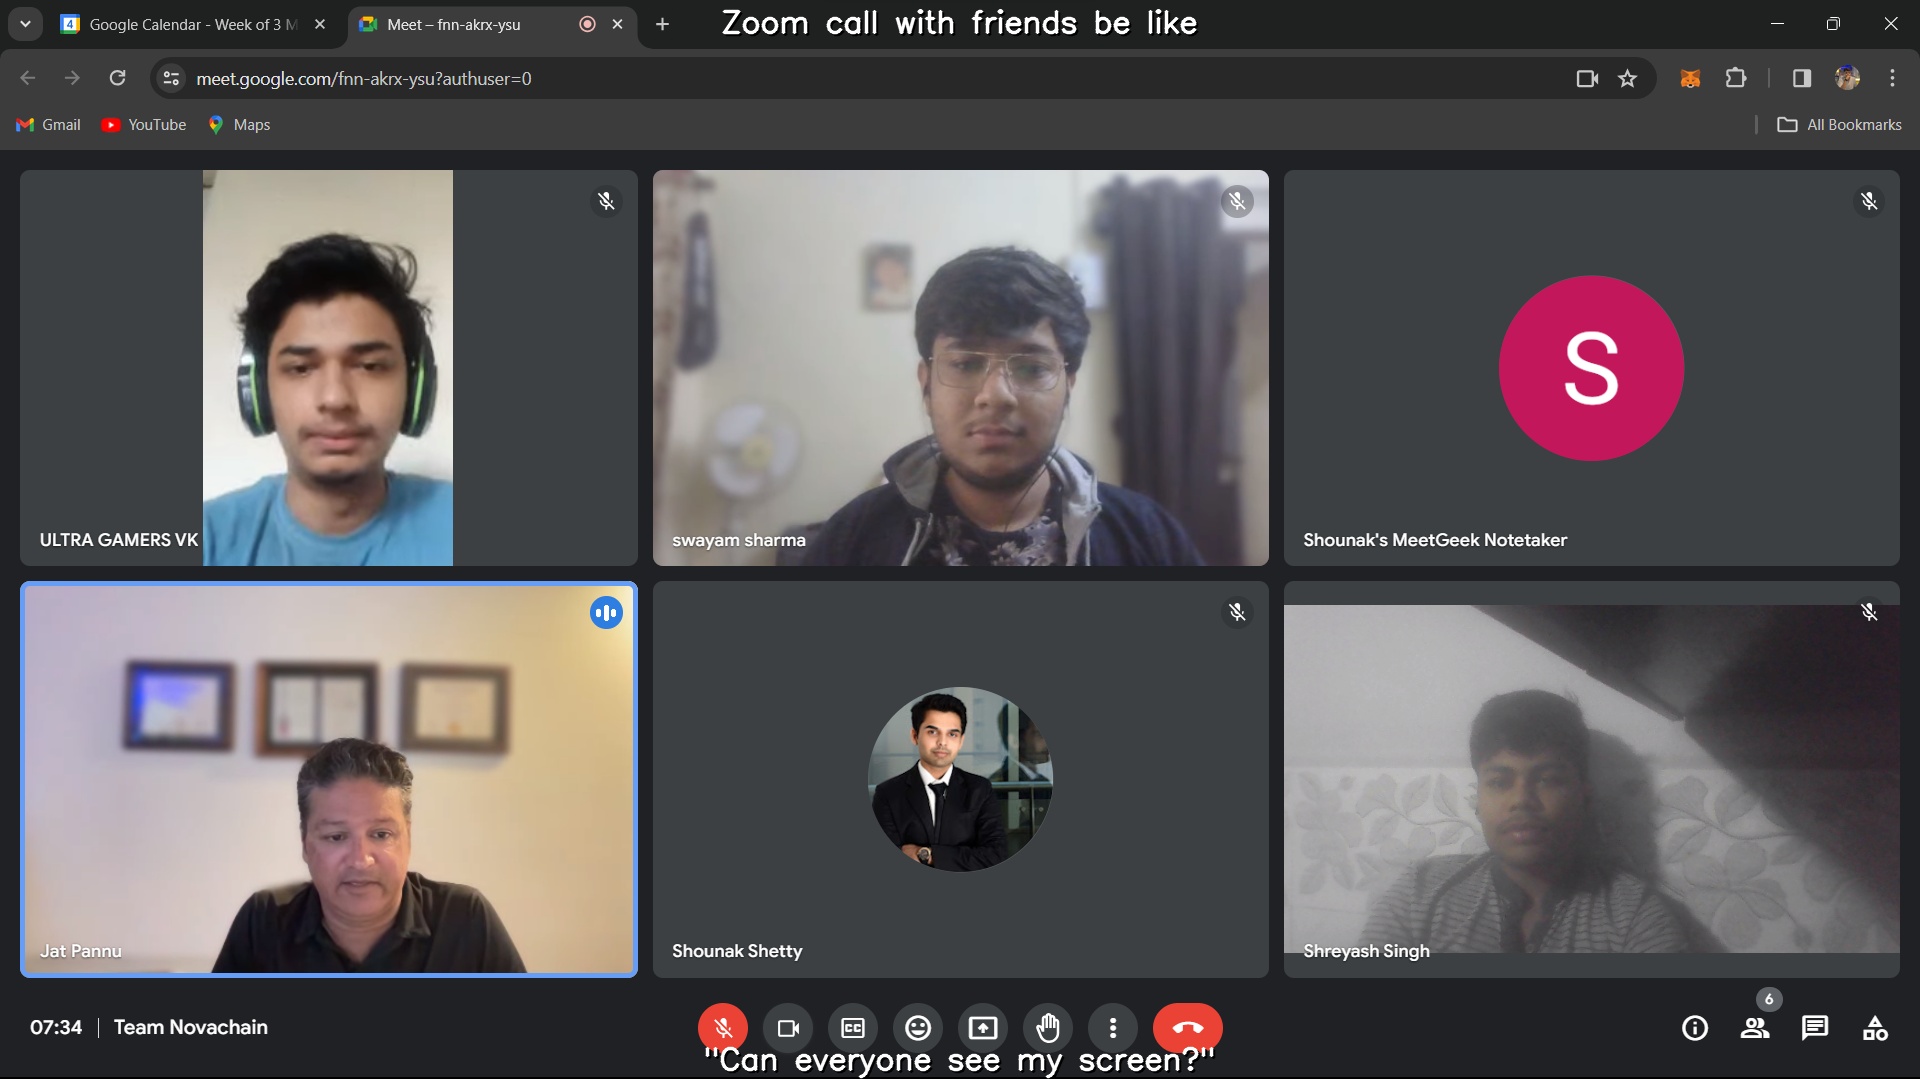 Zoom call with friends be like
4 Google Calendar - Week of 3 M
Meet – fnn-akrx-ysu
meet.google.com/fnn-akrx-ysu?authuser=0
Gmail YouTube Maps All Bookmarks
S
ULTRA GAMERS VK swayam sharma Shounak's MeetGeek Notetaker
Jat Pannu Shounak Shetty Shreyash Singh
07:34 | Team Novachain
CC
6
"Can everyone see my screen?"